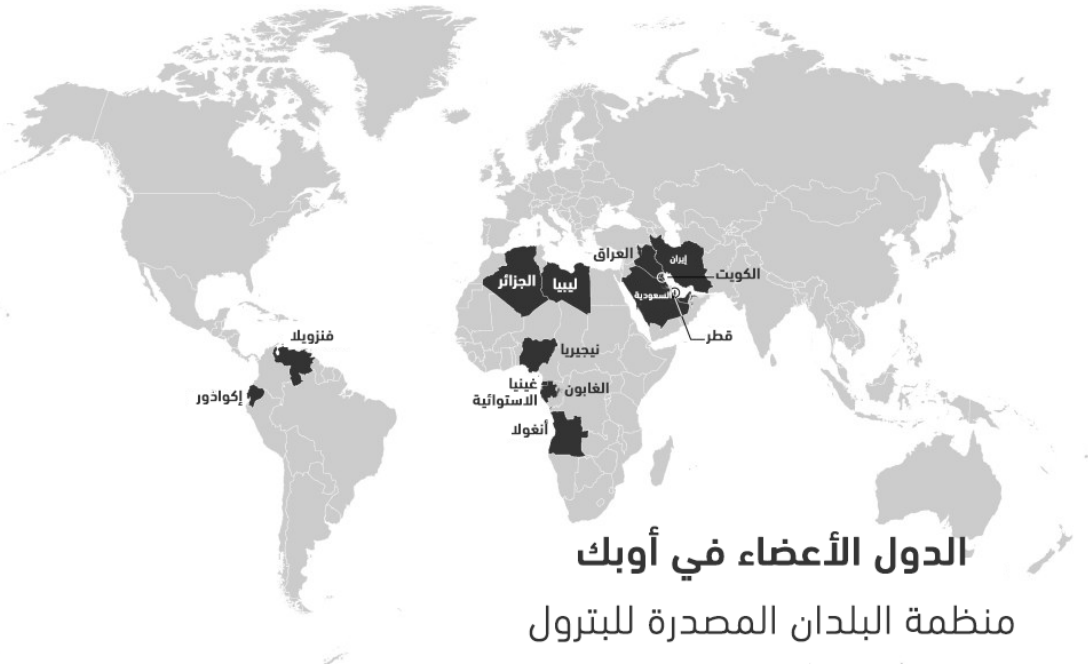 العراق
إيران
الكويت
الجزائر
ليبيا
السعودية
قطر
فنزويلا
نيجيريا
إكواذور
غينيا
الاستوائية
الغابون
أنغولا
الدول الأعضاء في أوبك
منظمة البلدان المصدرة للبترول